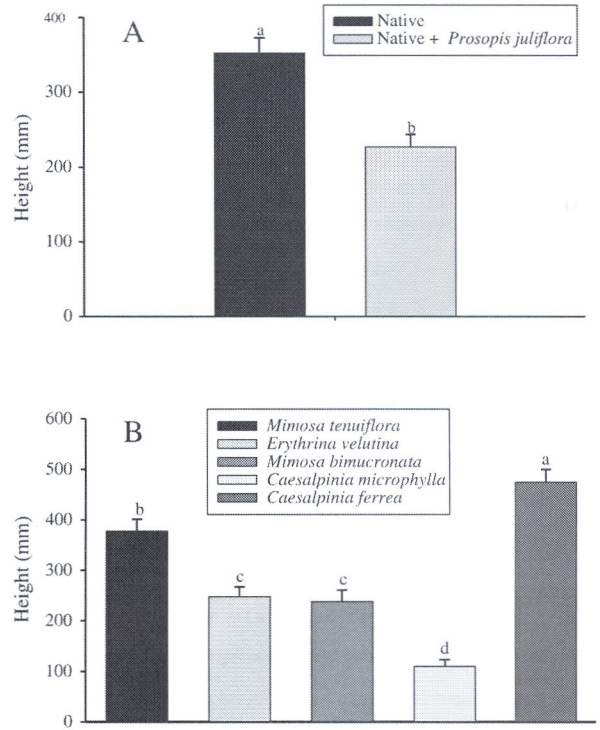 A
Native
Native + Prosopis juliflora
Height (mm)
400
300
200
100
0
a
b
B
Mimosa tenuiflora
Erythrina velutina
Mimosa bimucronata
Caesalpinia microphylla
Caesalpinia ferrea
Height (mm)
600
500
400
300
200
100
0
b
c
c
d
a